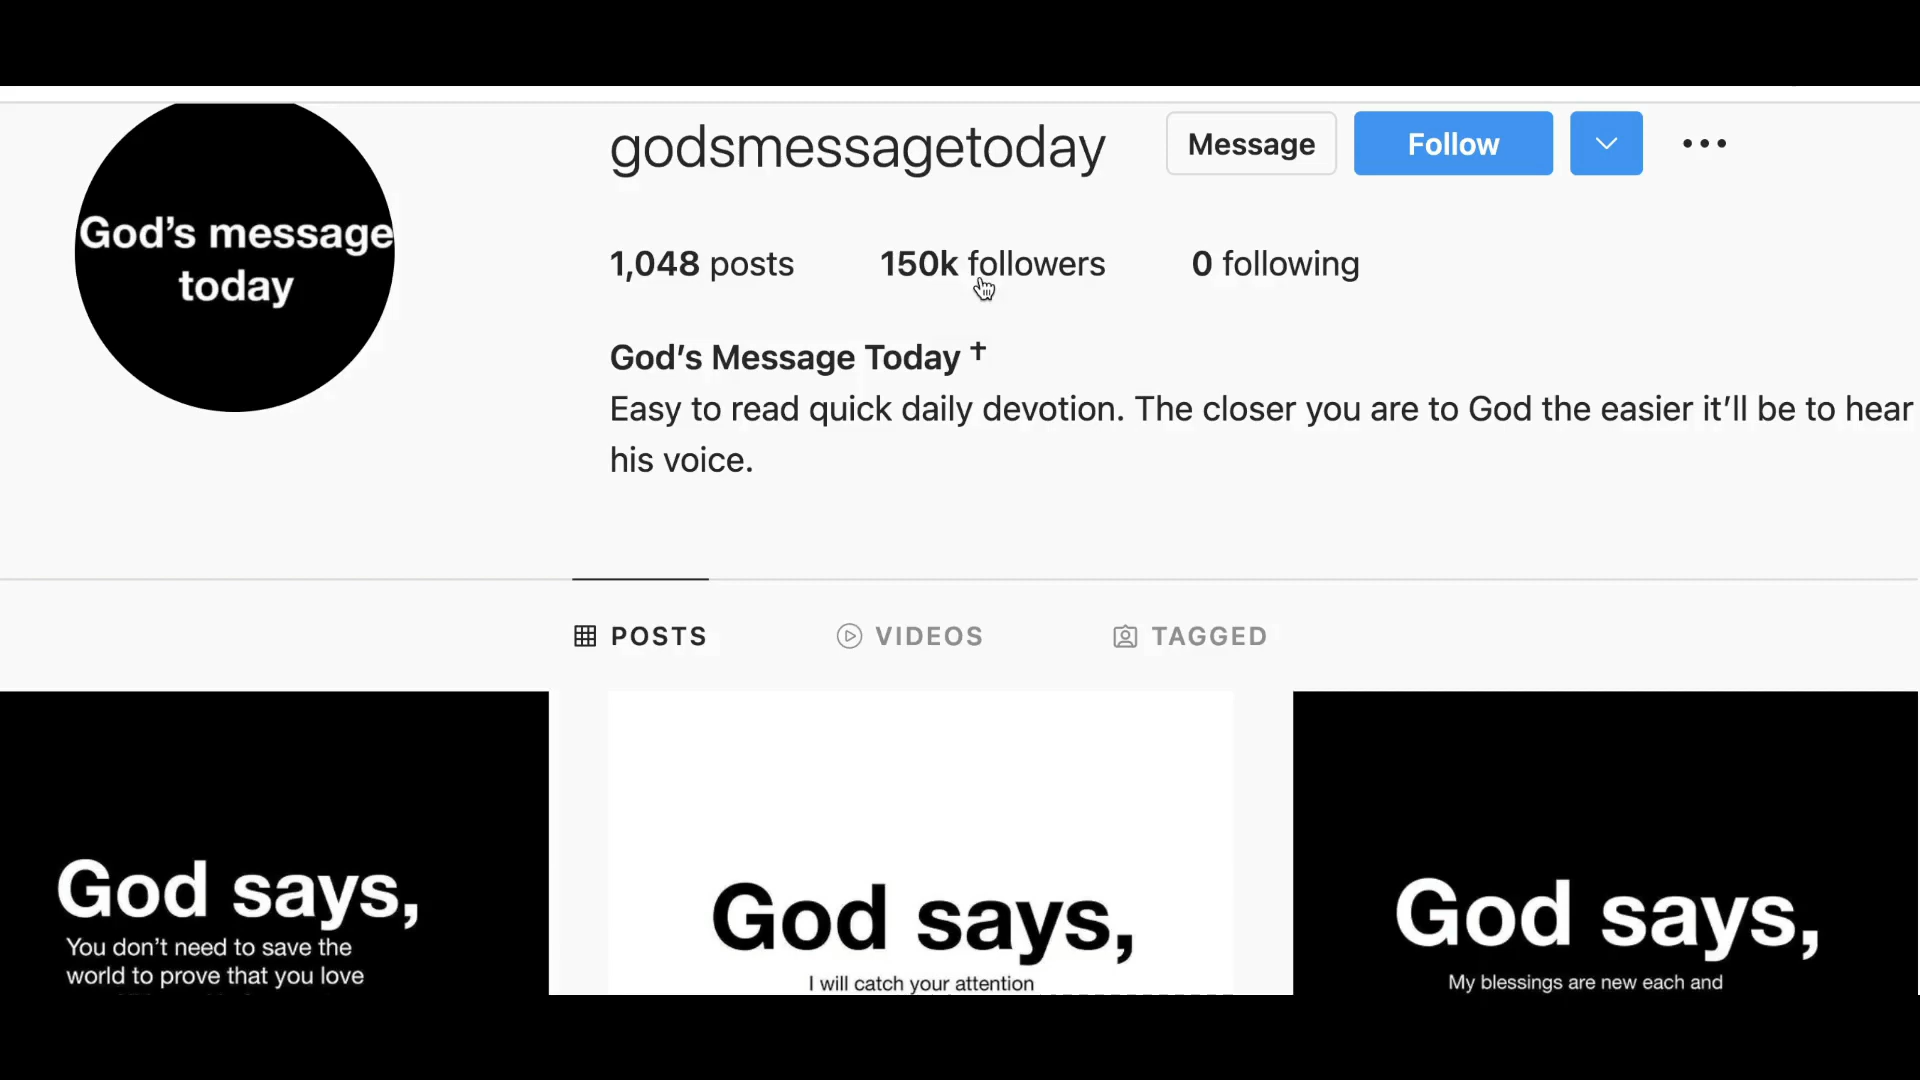 God's message
today
godsmessagetoday
Message
Follow
1,048 posts
150k followers
0 following
God's Message Today †
Easy to read quick daily devotion. The closer you are to God the easier it'll be to hear
his voice.
POSTS
VIDEOS
TAGGED
God says,
You don't need to save the
world to prove that you love
God says,
I will catch your attention
God says,
My blessings are new each and